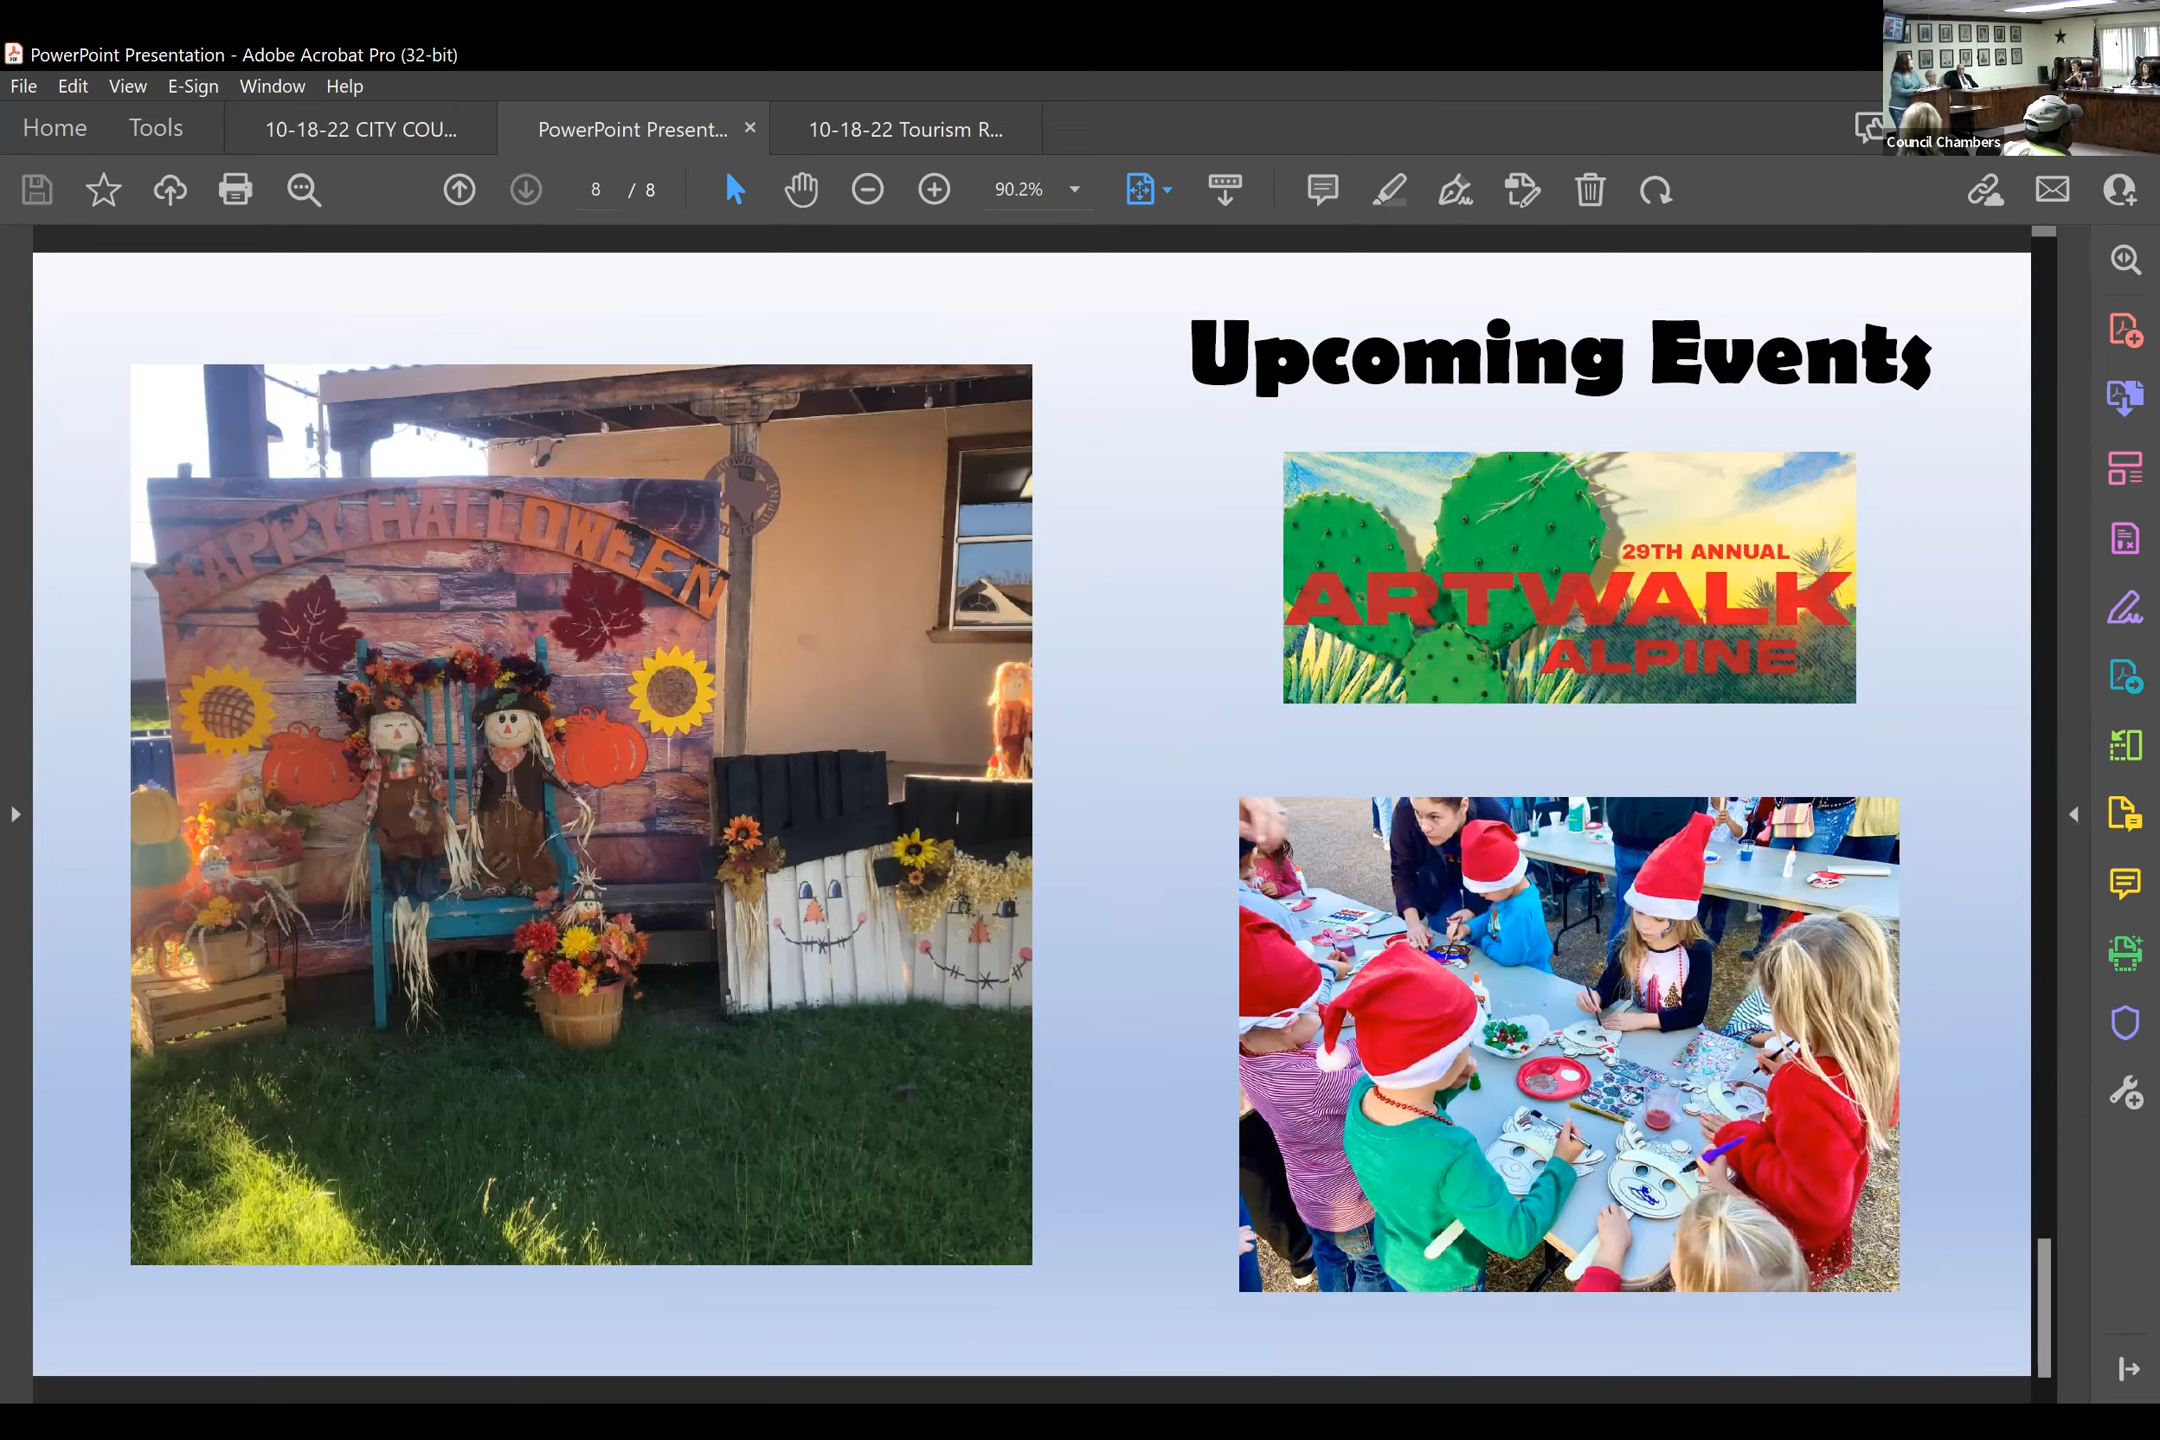 PowerPoint Presentation - Adobe Acrobat Pro (32-bit)
File Edit View E-Sign Window Help
Home Tools 10-18-22 CITY COU... PowerPoint Present... × 10-18-22 Tourism R...
Council Chambers
8 / 8 90.2%
Upcoming Events
HAPPY HALLOWEEN
29TH ANNUAL
ARTWALK
ALPINE